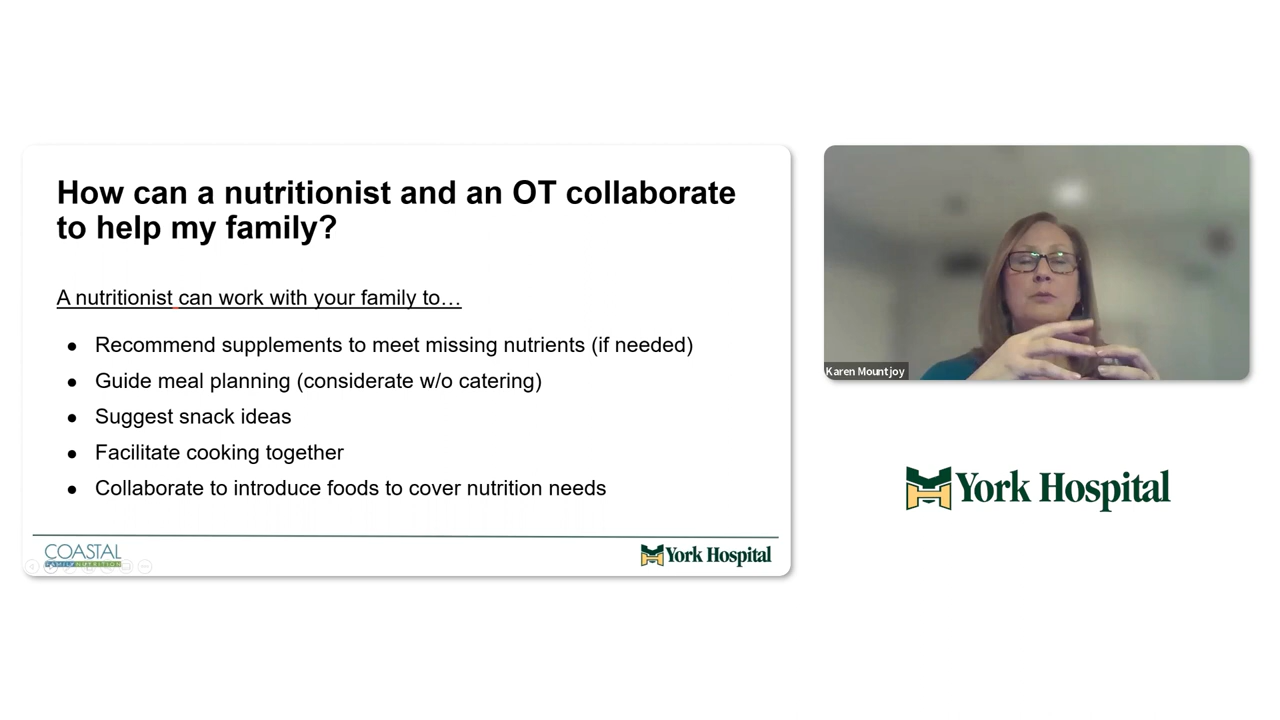 How can a nutritionist and an OT collaborate
to help my family?
A nutritionist can work with your family to…
● Recommend supplements to meet missing nutrients (if needed)
● Guide meal planning (considerate w/o catering)
● Suggest snack ideas
● Facilitate cooking together
● Collaborate to introduce foods to cover nutrition needs
COASTAL
FAMILY NUTRITION
York Hospital
Karen Mountjoy
York Hospital